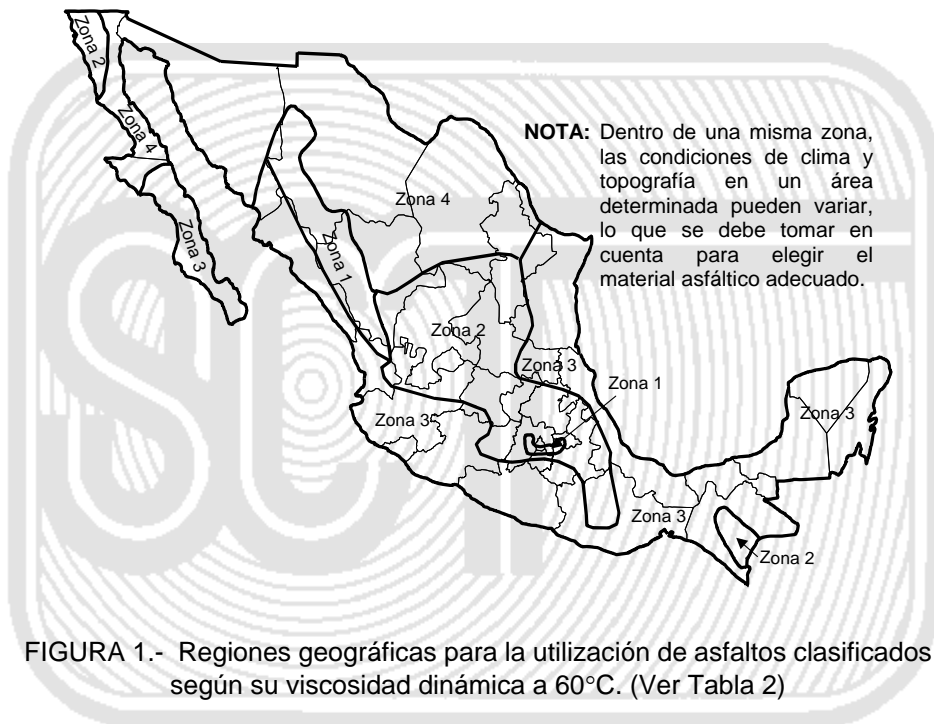 Zona 2
NOTA: Dentro de una misma zona,
las condiciones de clima y
topografía en un área
determinada pueden variar,
lo que se debe tomar en
cuenta para elegir el
material asfáltico adecuado.
Zona 4
Zona 4
Zona 3
Zona 1
Zona 2
Zona 3
Zona 1
Zona 3
Zona 3
Zona 3
Zona 2
SCT
FIGURA 1.- Regiones geográficas para la utilización de asfaltos clasificados
según su viscosidad dinámica a 60°C. (Ver Tabla 2)